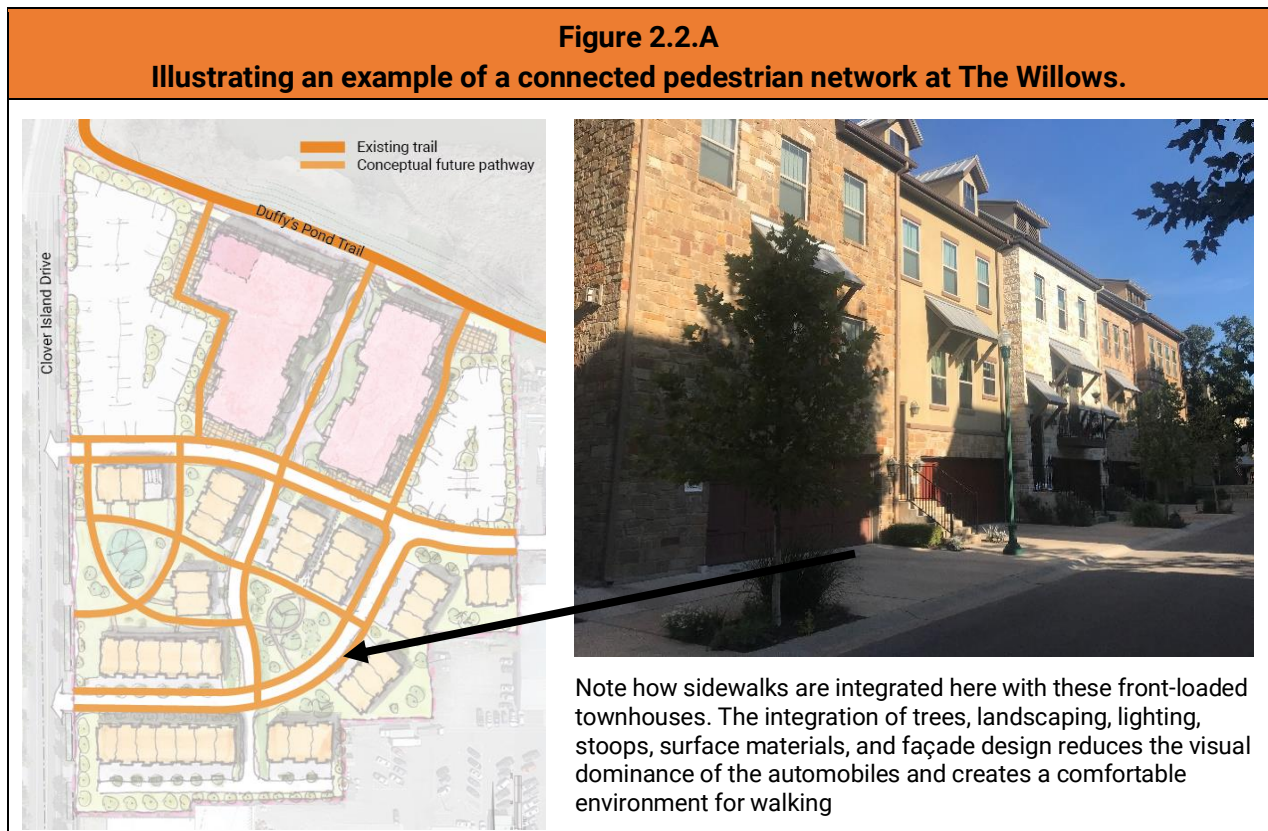 Figure 2.2.A
Illustrating an example of a connected pedestrian network at The Willows.
Existing trail
Conceptual future pathway
Duffy's Pond Trail
Clover Island Drive
Note how sidewalks are integrated here with these front-loaded
townhouses. The integration of trees, landscaping, lighting,
stoops, surface materials, and façade design reduces the visual
dominance of the automobiles and creates a comfortable
environment for walking